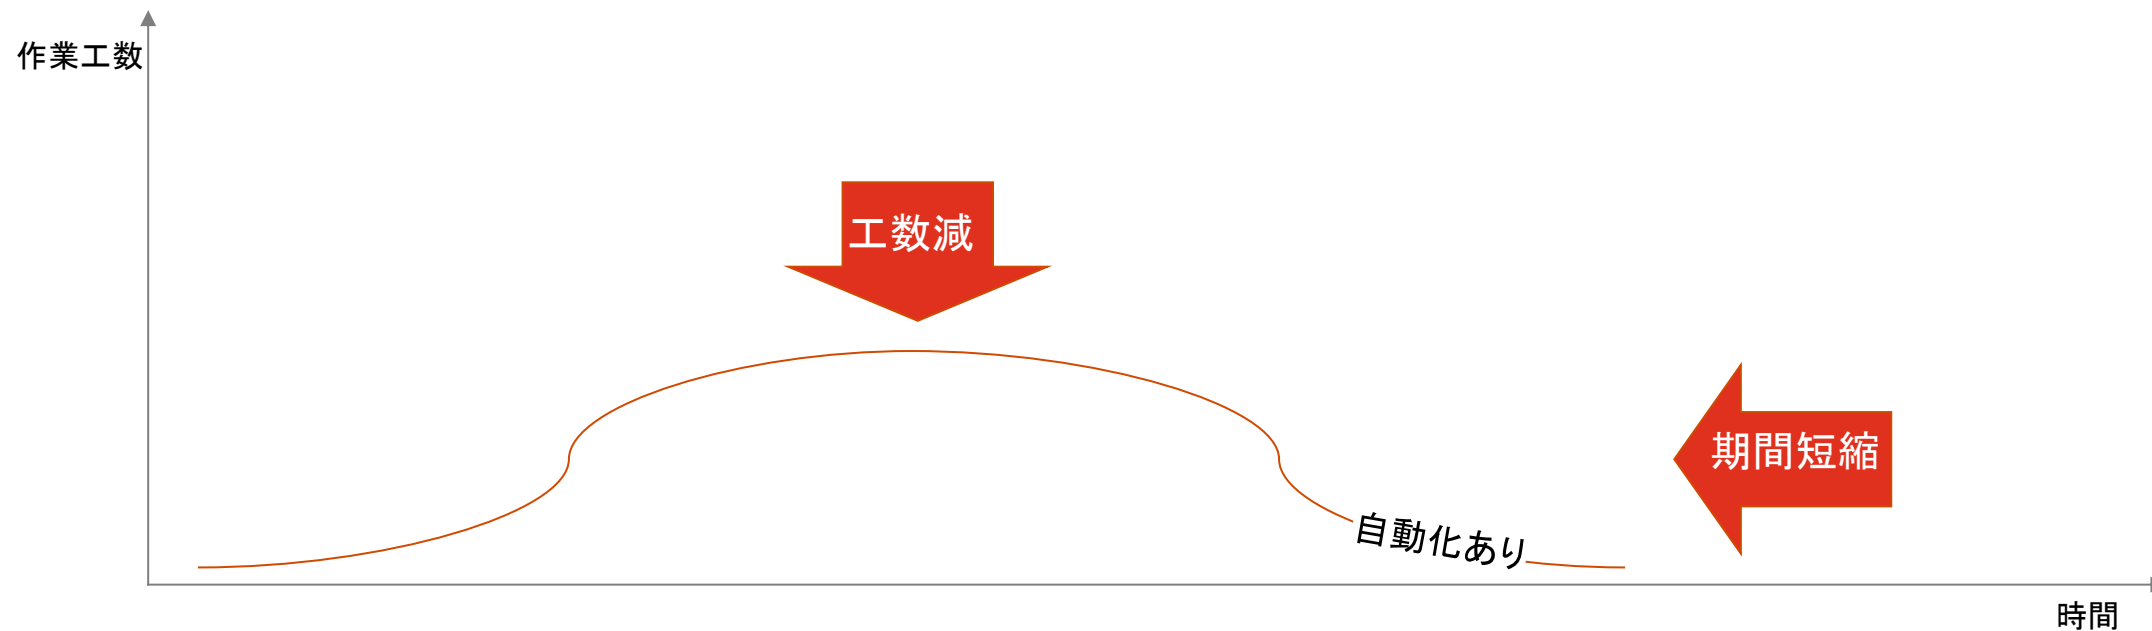 作業工数
工数減
期間短縮
自動化あり
時間